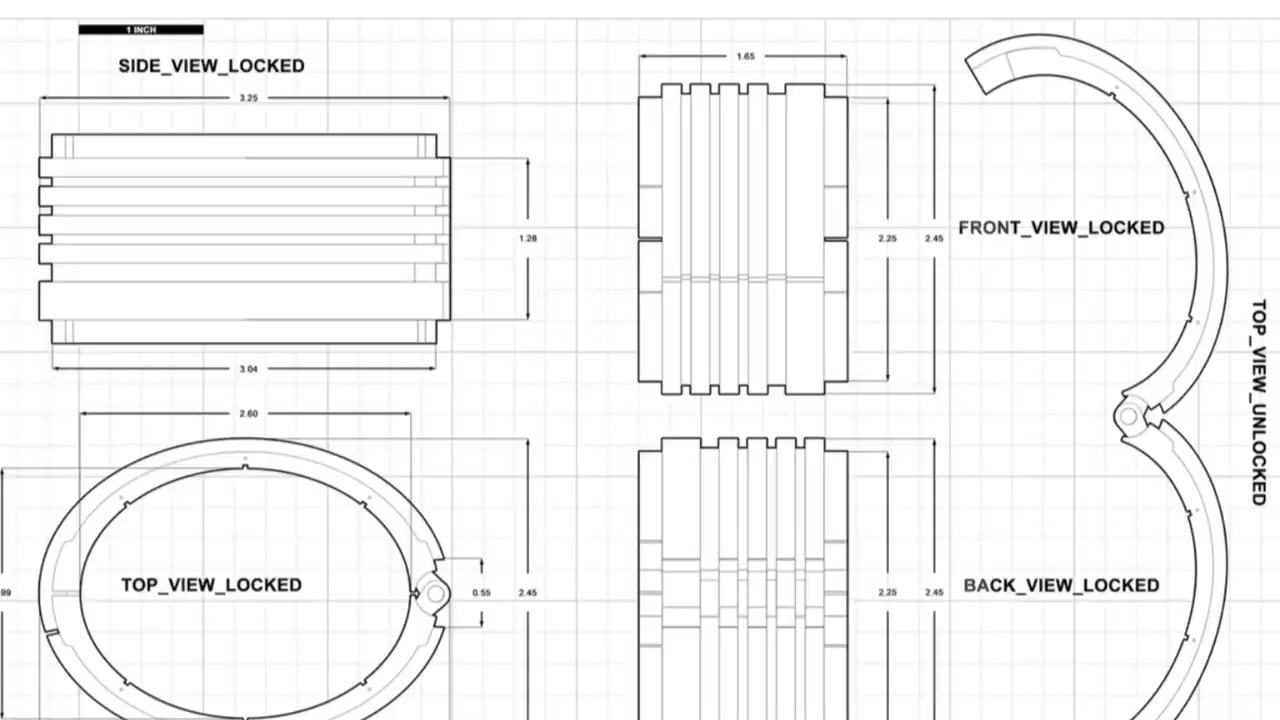 1 INCH
SIDE_VIEW_LOCKED
3.25
1.28
3.04
2.60
TOP_VIEW_LOCKED
99
0.55
2.45
1.65
2.25
2.45
FRONT_VIEW_LOCKED
2.25
2.45
BACK_VIEW_LOCKED
TOP_VIEW_UNLOCKED